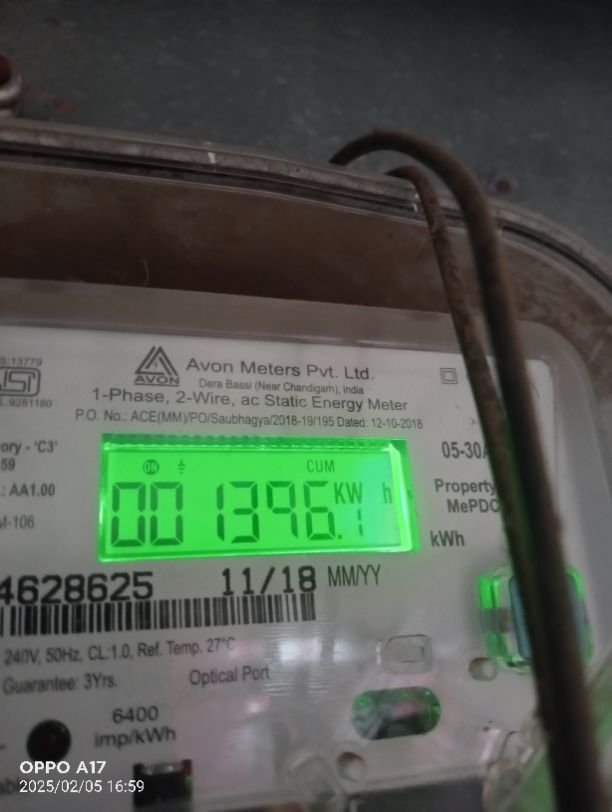 S:13779
ISI
L:9281180
AVON
Avon Meters Pvt. Ltd.
Dera Bassi (Near Chandigarh), India
1-Phase, 2-Wire, ac Static Energy Meter
P.O. No.: ACE(MM)/PO/Saubhagya/2018-19/195 Dated: 12-10-2018
ory - 'C3'
59
.: AA1.00
M-106
05-30A
Property
MePDC
ON
CUM
001396.1 KW h
kWh
4628625
11/18 MM/YY
240V, 50Hz, CL:1.0, Ref. Temp. 27°C
Guarantee: 3Yrs.
Optical Port
6400
imp/kWh
OPPO A17
2025/02/05 16:59